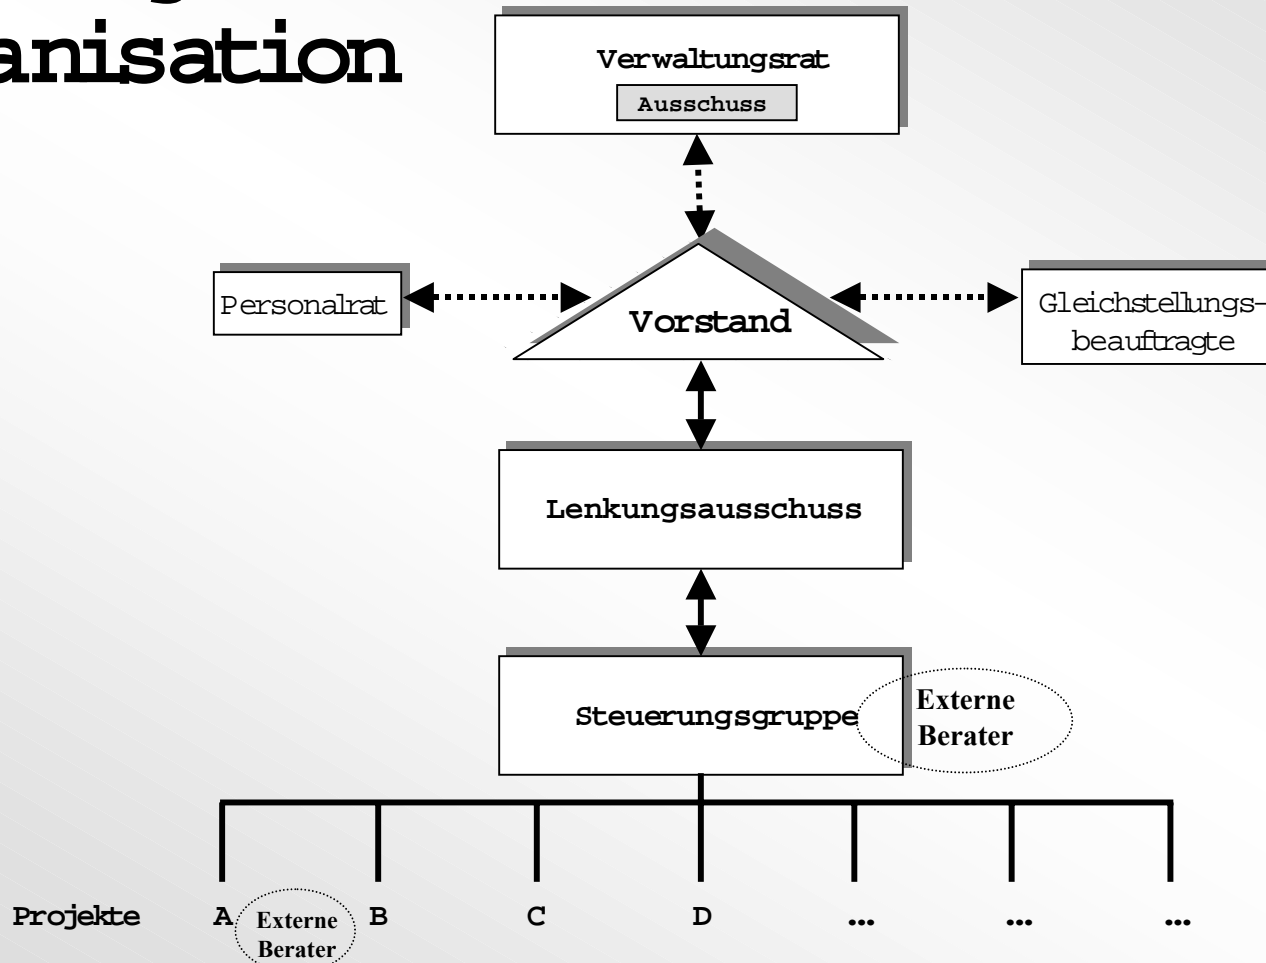 anisation
Verwaltungsrat
Ausschuss
Personalrat
Vorstand
Gleichstellungs-
beauftragte
Lenkungsausschuss
Steuerungsgruppe
Externe
Berater
Projekte A B C D ... ... ...
Externe
Berater